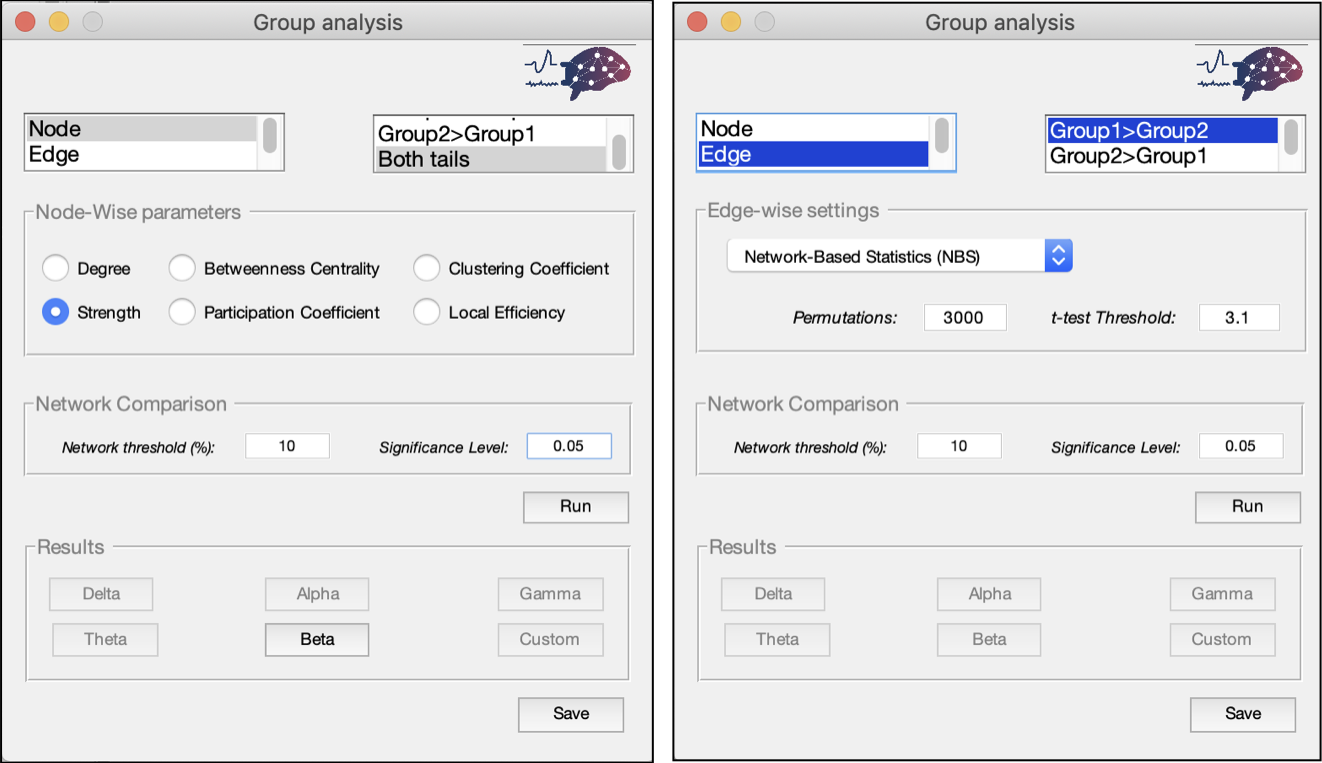 Group analysis
Node
Edge
Group2>Group1
Both tails
Node-Wise parameters
Degree
Betweenness Centrality
Clustering Coefficient
Strength
Participation Coefficient
Local Efficiency
Network Comparison
Network threshold (%): 10
Significance Level: 0.05
Run
Results
Delta
Alpha
Gamma
Theta
Beta
Custom
Save
Group analysis
Node
Edge
Group1>Group2
Group2>Group1
Edge-wise settings
Network-Based Statistics (NBS)
Permutations: 3000
t-test Threshold: 3.1
Network Comparison
Network threshold (%): 10
Significance Level: 0.05
Run
Results
Delta
Alpha
Gamma
Theta
Beta
Custom
Save